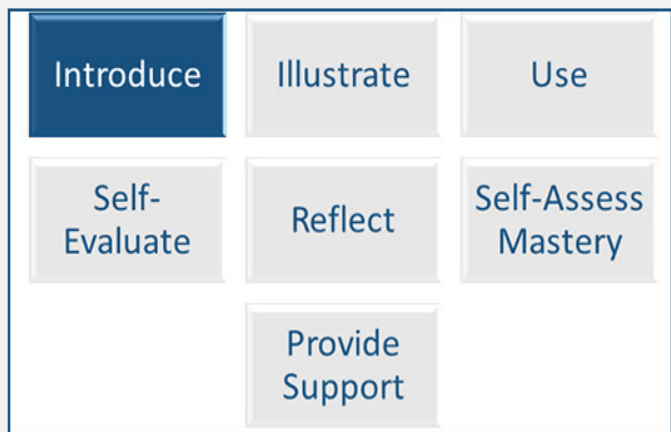 Introduce
Illustrate
Use
Self-
Evaluate
Reflect
Self-Assess
Mastery
Provide
Support